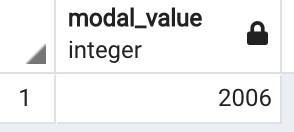 modal_value
integer
1 2006